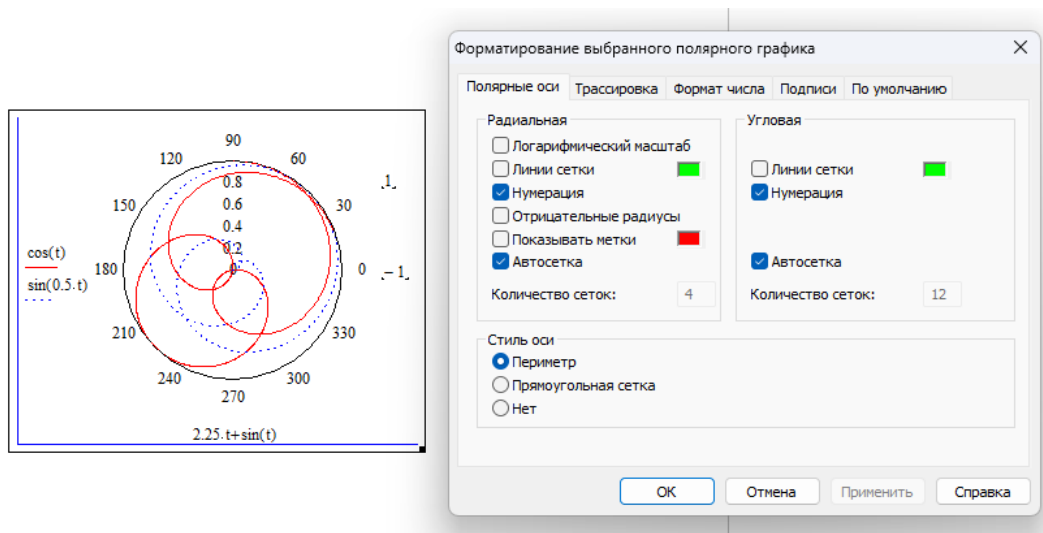 90
120
60
0.8
1
0.6
150
30
0.4
0.2
cos(t)
180
0
0
-1
sin(0.5·t)
210
330
240
300
270
2.25·t+sin(t)
Форматирование выбранного полярного графика
Полярные оси Трассировка Формат числа Подписи По умолчанию
Радиальная
Логарифмический масштаб
Линии сетки
Нумерация
Отрицательные радиусы
Показывать метки
Автосетка
Количество сеток: 4
Угловая
Линии сетки
Нумерация
Автосетка
Количество сеток: 12
Стиль оси
Периметр
Прямоугольная сетка
Нет
ОК Отмена Применить Справка